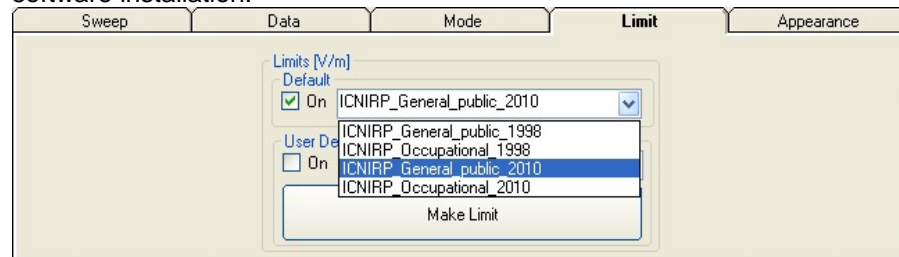 software installation.
Sweep Data Mode Limit Appearance
Limits [V/m]
Default
On ICNIRP_General_public_2010
ICNIRP_General_public_1998
User De ICNIRP_Occupational_1998
On ICNIRP_General_public_2010
ICNIRP_Occupational_2010
Make Limit